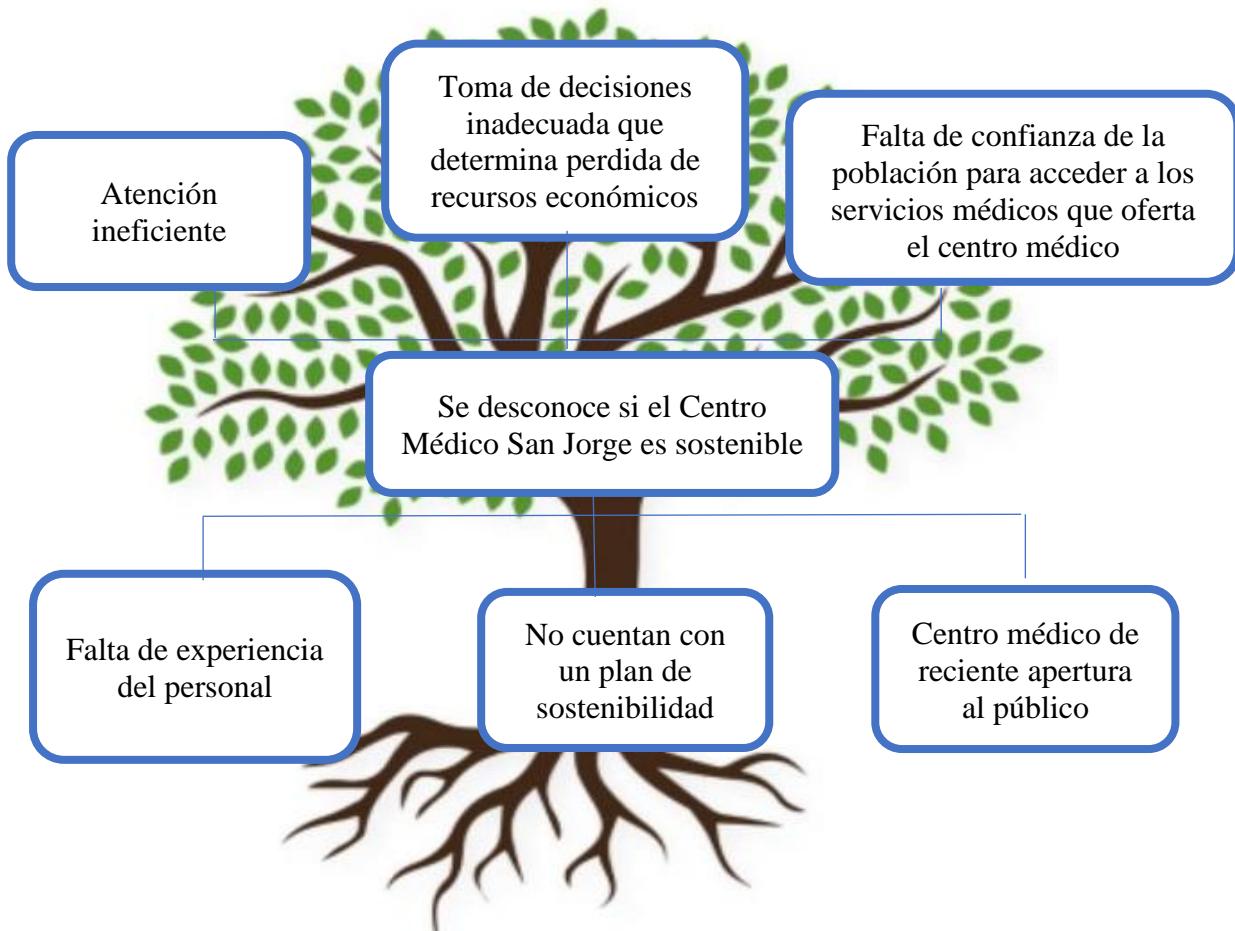 Toma de decisiones
inadecuada que
determina perdida de
recursos económicos
Falta de confianza de la
población para acceder a los
servicios médicos que oferta
el centro médico
Atención
ineficiente
Se desconoce si el Centro
Médico San Jorge es sostenible
Falta de experiencia
del personal
No cuentan con
un plan de
sostenibilidad
Centro médico de
reciente apertura
al público